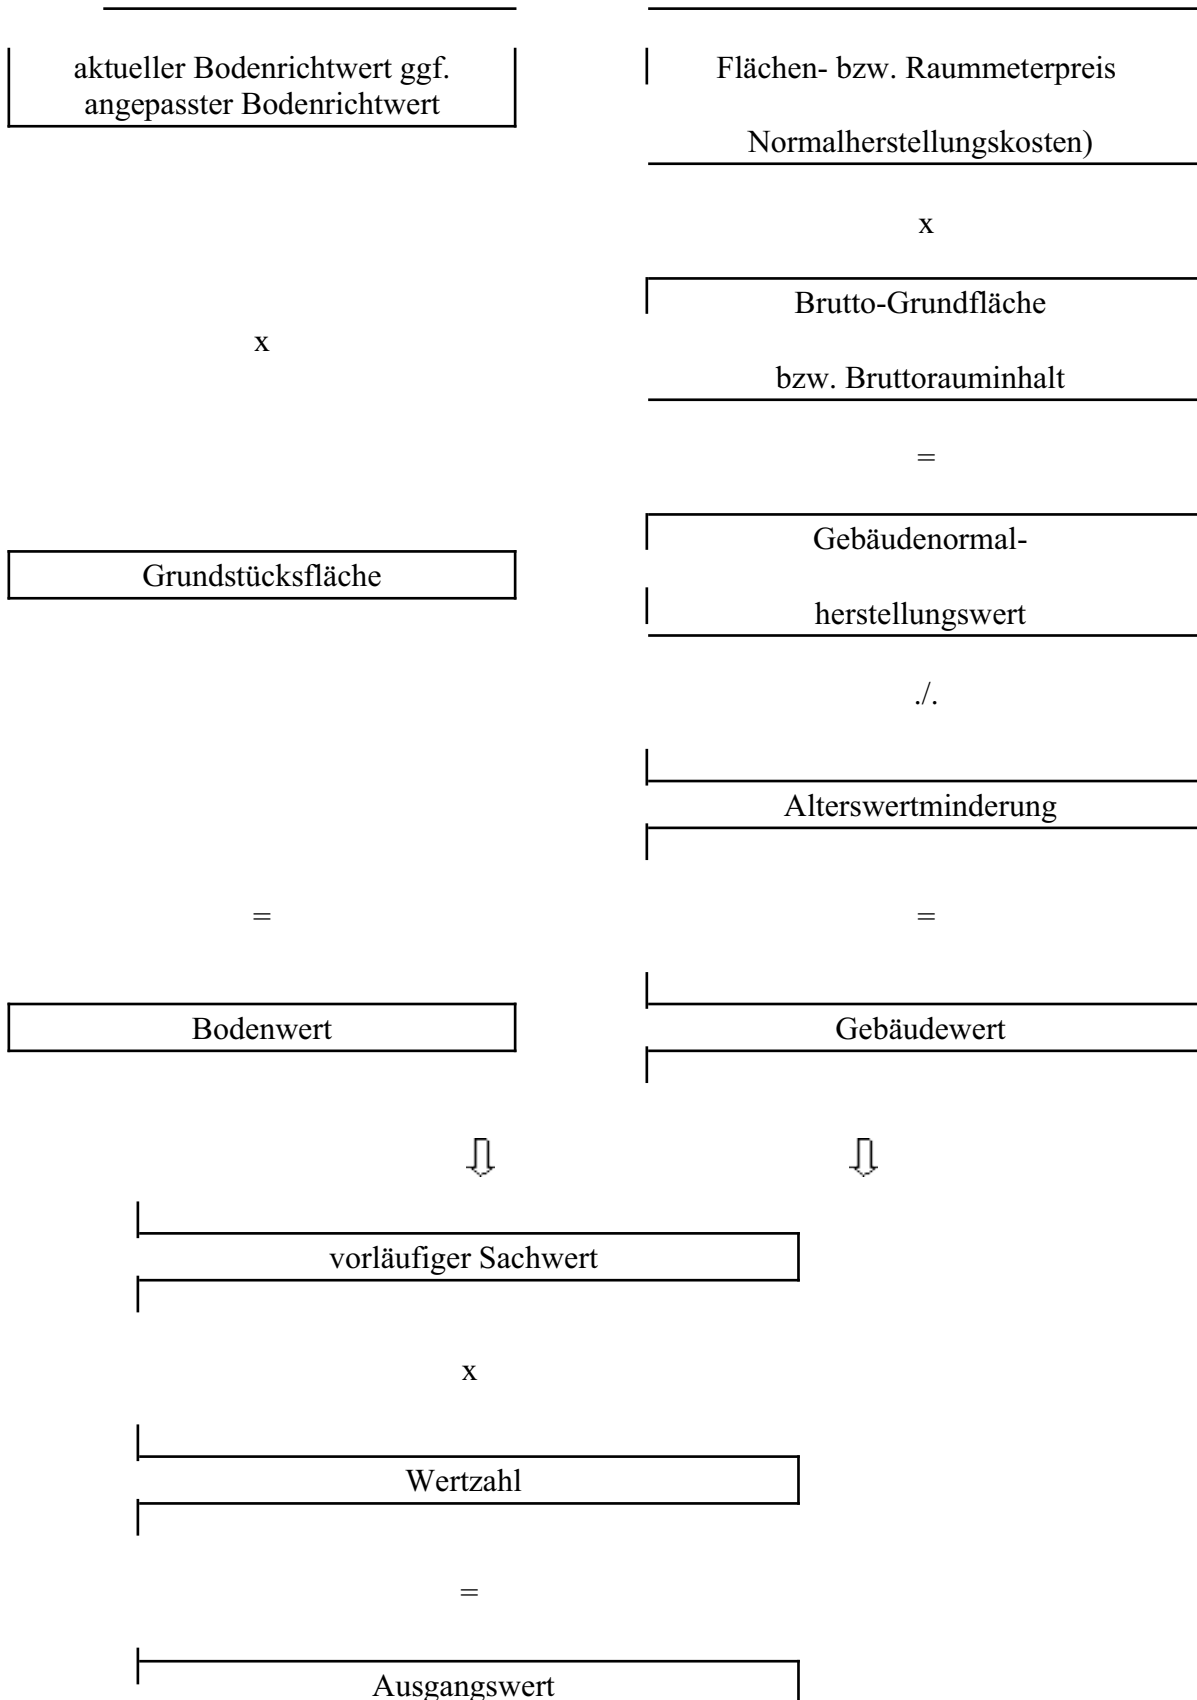 aktueller Bodenrichtwert ggf.
angepasster Bodenrichtwert
x
Grundstücksfläche
=
Bodenwert
Flächen- bzw. Raummeterpreis
Normalherstellungskosten)
x
Brutto-Grundfläche
bzw. Bruttorauminhalt
=
Gebäudenormal-
herstellungswert
./.
Alterswertminderung
=
Gebäudewert
vorläufiger Sachwert
x
Wertzahl
=
Ausgangswert